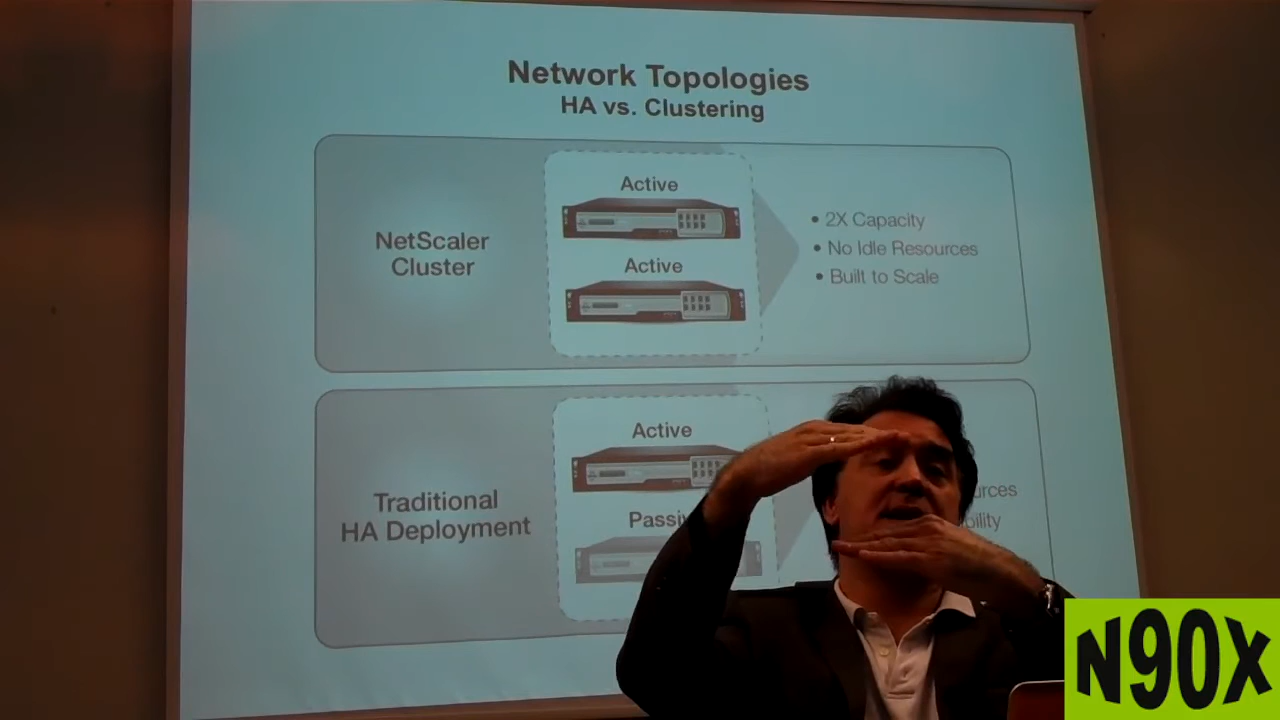 Network Topologies
HA vs. Clustering
NetScaler
Cluster
Active
Active
• 2X Capacity
• No Idle Resources
• Built to Scale
Traditional
HA Deployment
Active
N90X